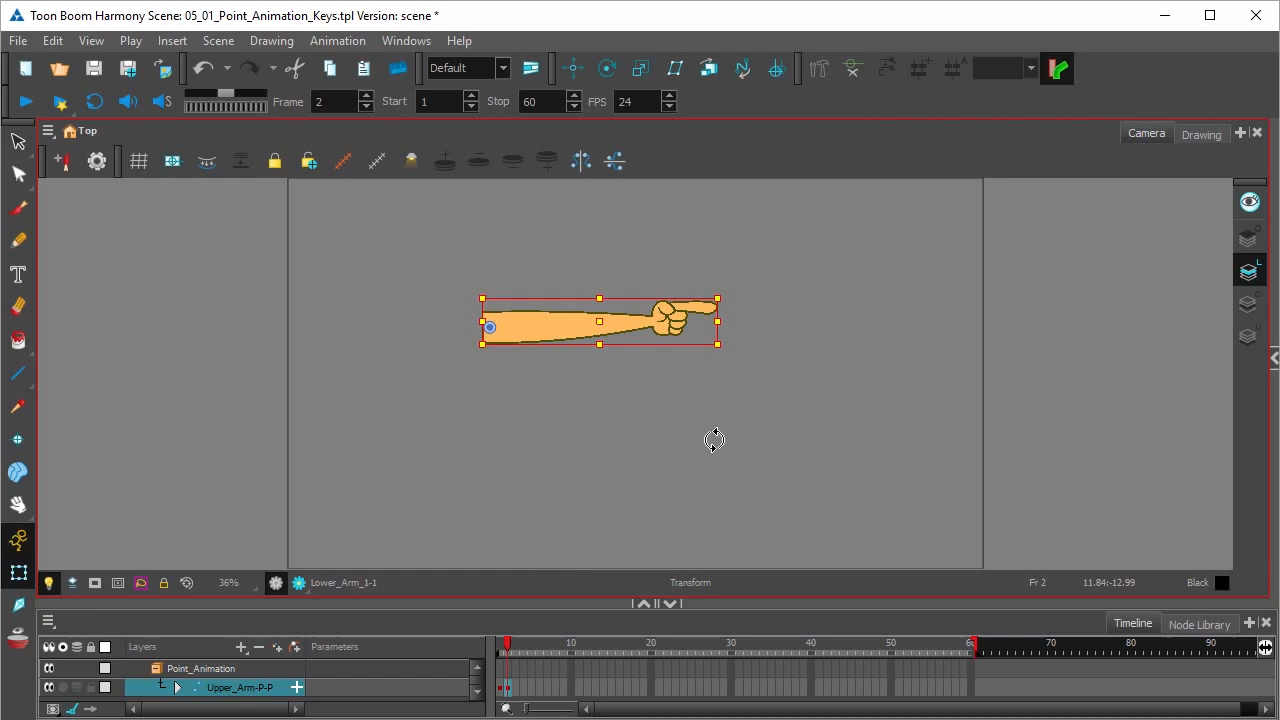 Toon Boom Harmony Scene: 05_01_Point_Animation_Keys.tpl Version: scene *
File Edit View Play Insert Scene Drawing Animation Windows Help
Default
Frame 2 Start 1 Stop 60 FPS 24
Top Camera Drawing
36% Lower_Arm_1-1 Transform Fr 2 11.84:-12.99 Black
Timeline Node Library
Layers Parameters 10 20 30 40 50 60 70 80 90
Point_Animation
Upper_Arm-P-P